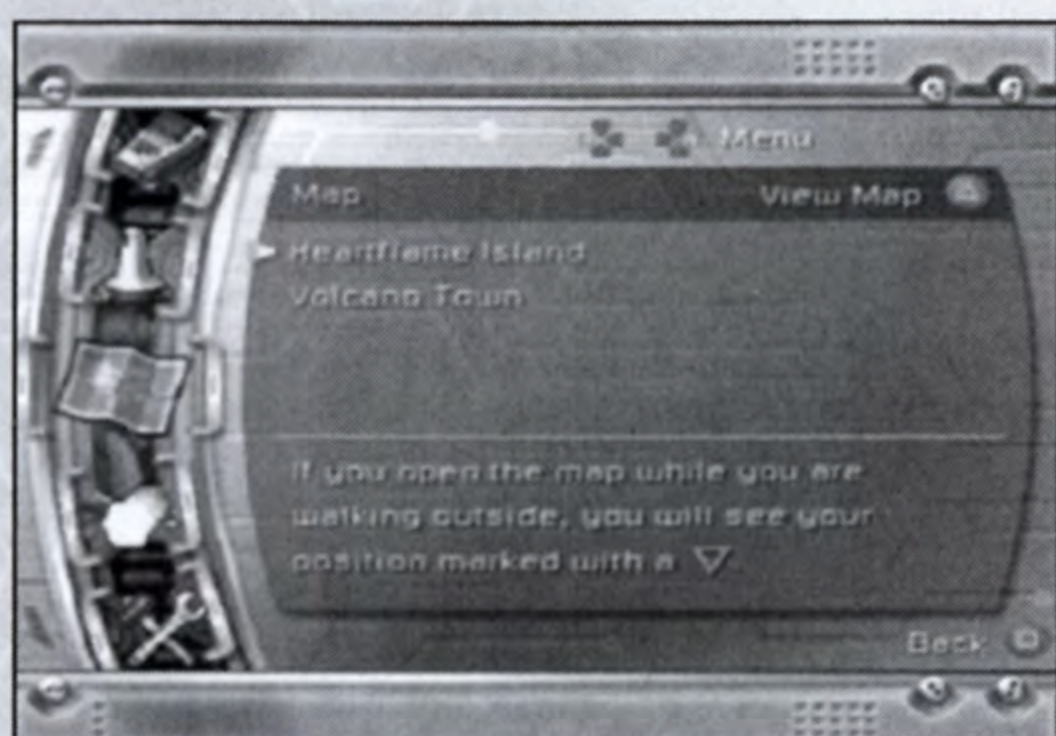 Menu
Map View Map
Heartflame Island
Volcano Town
If you open the map while you are
walking outside, you will see your
position marked with a ▽.
Back